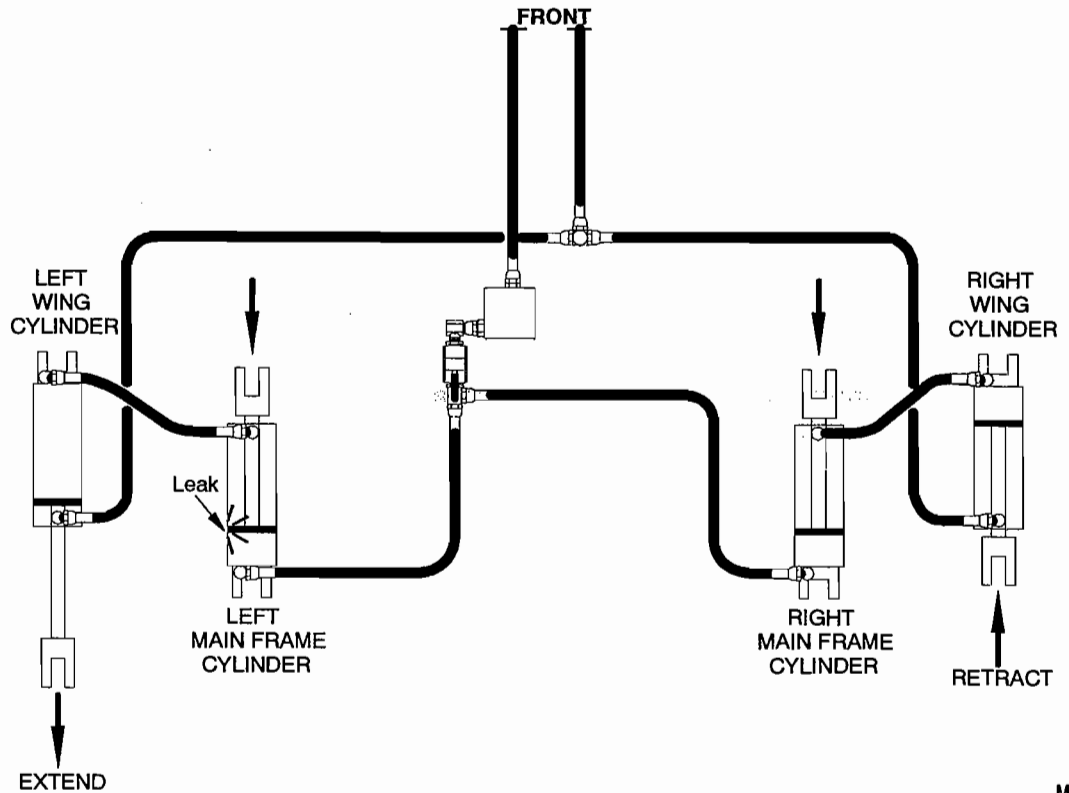 FRONT
LEFT
WING
CYLINDER
RIGHT
WING
CYLINDER
Leak
LEFT
MAIN FRAME
CYLINDER
RIGHT
MAIN FRAME
CYLINDER
RETRACT
EXTEND